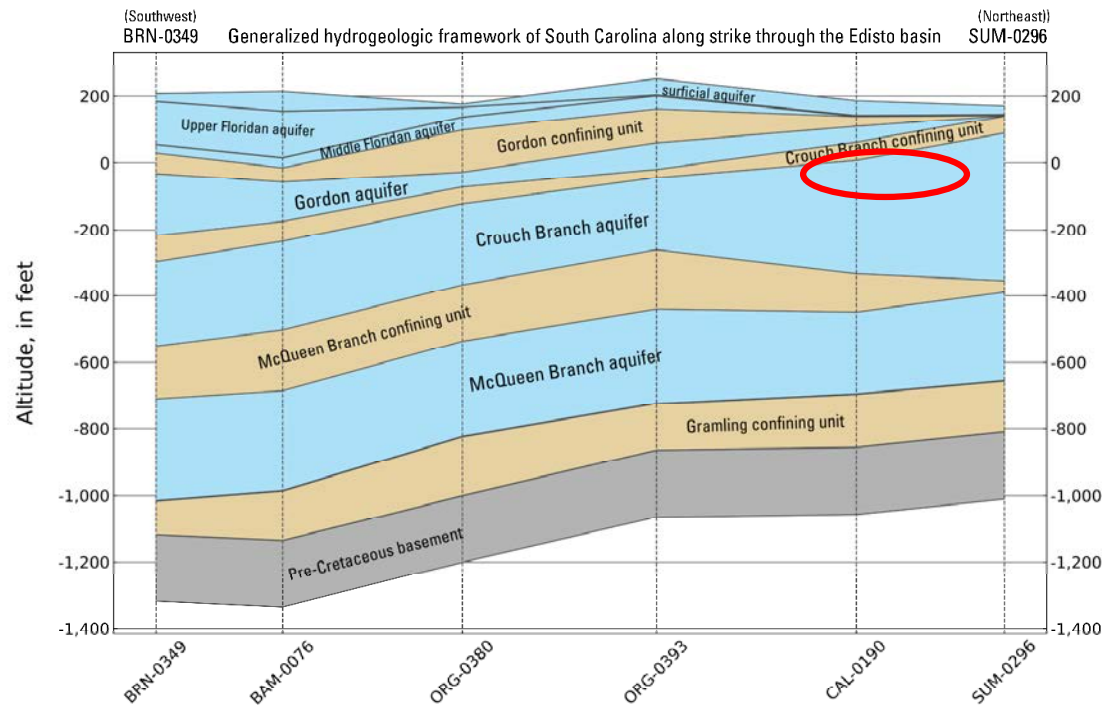 (Southwest)
BRN-0349
Generalized hydrogeologic framework of South Carolina along strike through the Edisto basin
(Northeast))
SUM-0296
Altitude, in feet
200
0
-200
-400
-600
-800
-1,000
-1,200
-1,400
surficial aquifer
Upper Floridan aquifer
Middle Floridan aquifer
Gordon confining unit
Crouch Branch confining unit
Gordon aquifer
Crouch Branch aquifer
McQueen Branch confining unit
McQueen Branch aquifer
Gramling confining unit
Pre-Cretaceous basement
200
0
-200
-400
-600
-800
-1,000
-1,200
-1,400
BRN-0349
BAM-0076
ORG-0380
ORG-0393
CAL-0190
SUM-0296